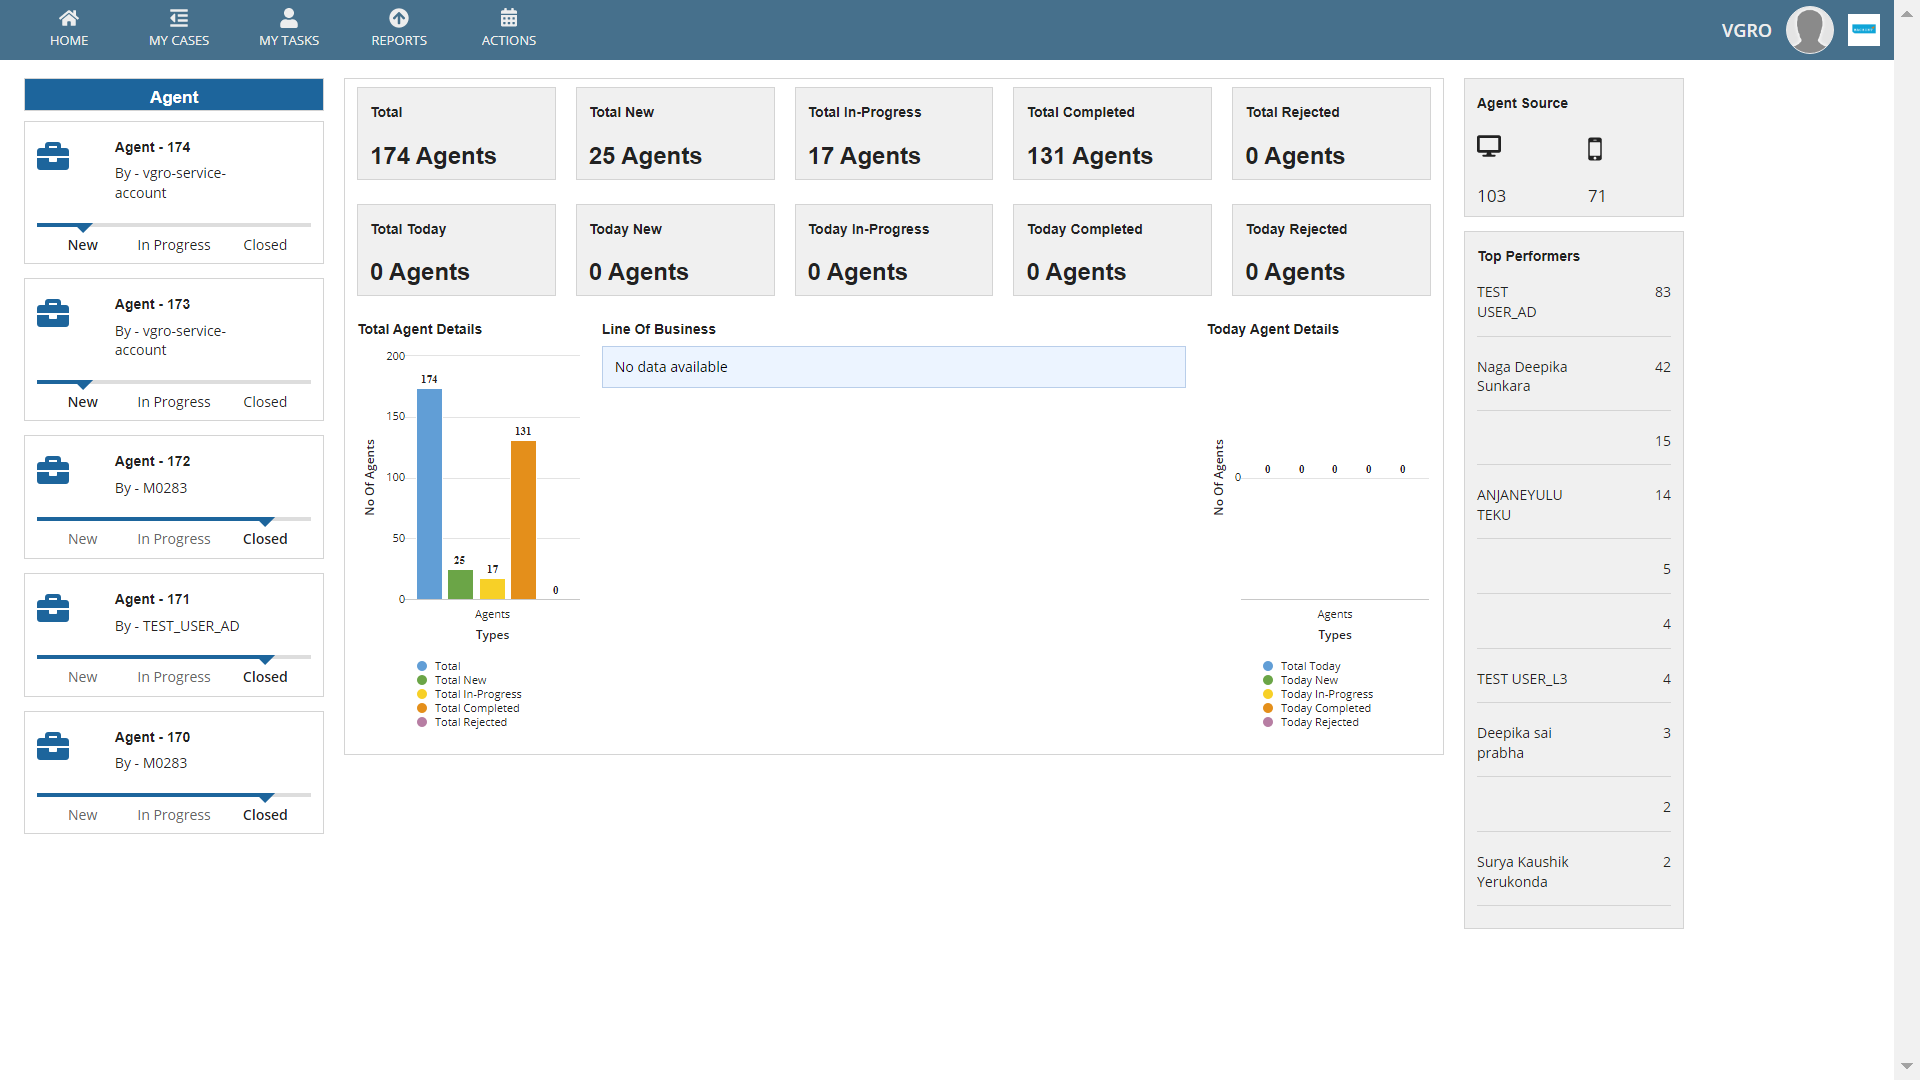 HOME
MY CASES
MY TASKS
REPORTS
ACTIONS
VGRO
Agent
Agent - 174
By - vgro-service-
account
New In Progress Closed
Agent - 173
By - vgro-service-
account
New In Progress Closed
Agent - 172
By - M0283
New In Progress Closed
Agent - 171
By - TEST_USER_AD
New In Progress Closed
Agent - 170
By - M0283
New In Progress Closed
Total
174 Agents
Total New
25 Agents
Total In-Progress
17 Agents
Total Completed
131 Agents
Total Rejected
0 Agents
Total Today
0 Agents
Today New
0 Agents
Today In-Progress
0 Agents
Today Completed
0 Agents
Today Rejected
0 Agents
Total Agent Details
No Of Agents
200
150
100
50
0
174
25
17
131
0
Agents
Types
Total
Total New
Total In-Progress
Total Completed
Total Rejected
Line Of Business
No data available
Today Agent Details
No Of Agents
0
0 0 0 0 0
Agents
Types
Total Today
Today New
Today In-Progress
Today Completed
Today Rejected
Agent Source
103 71
Top Performers
TEST 83
USER_AD
Naga Deepika 42
Sunkara
15
ANJANEYULU 14
TEKU
5
4
TEST USER_L3 4
Deepika sai 3
prabha
2
Surya Kaushik 2
Yerukonda